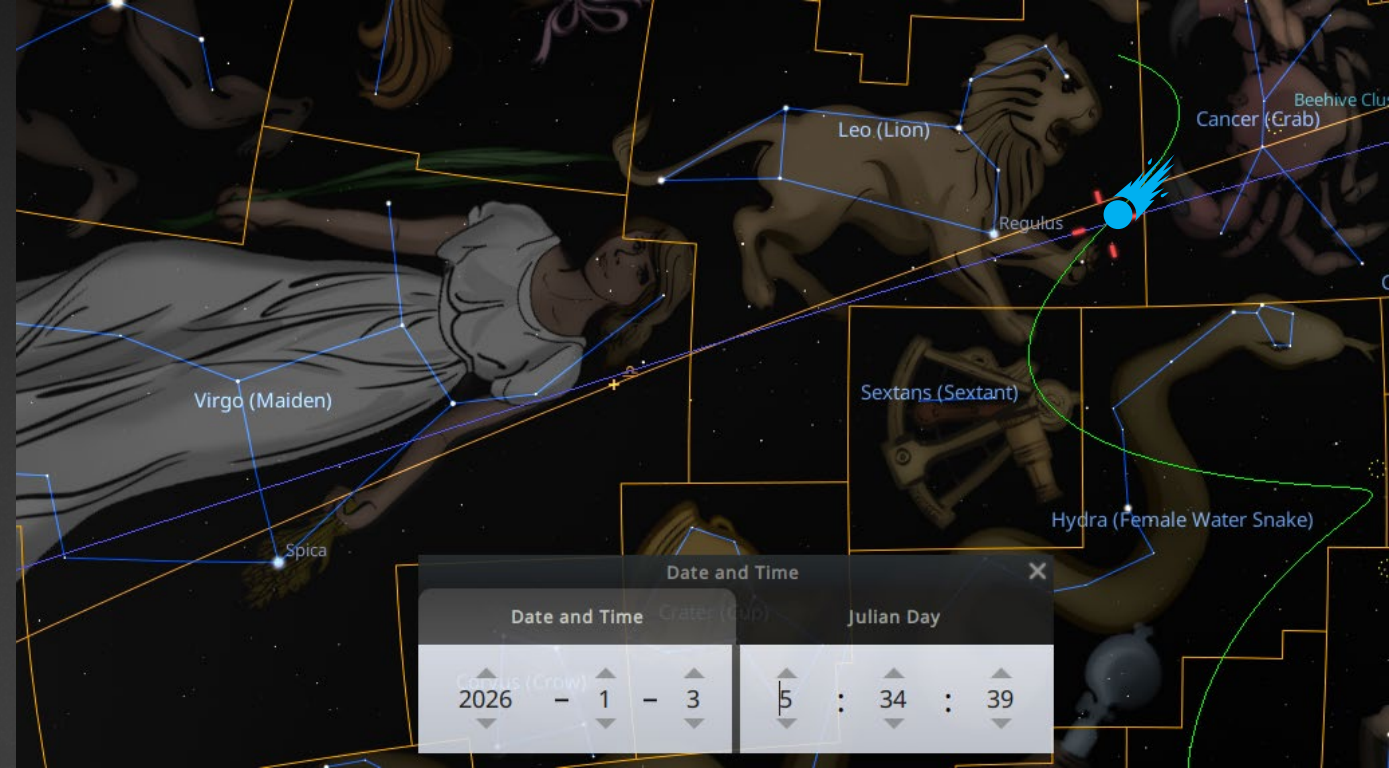 Leo (Lion)
Beehive Clus
Cancer (Crab)
Regulus
Virgo (Maiden)
Sextans (Sextant)
Hydra (Female Water Snake)
Spica
Date and Time
Date and Time
Crater (Cup)
Julian Day
Corvus (Crow)
2026 – 1 – 3 5 : 34 : 39